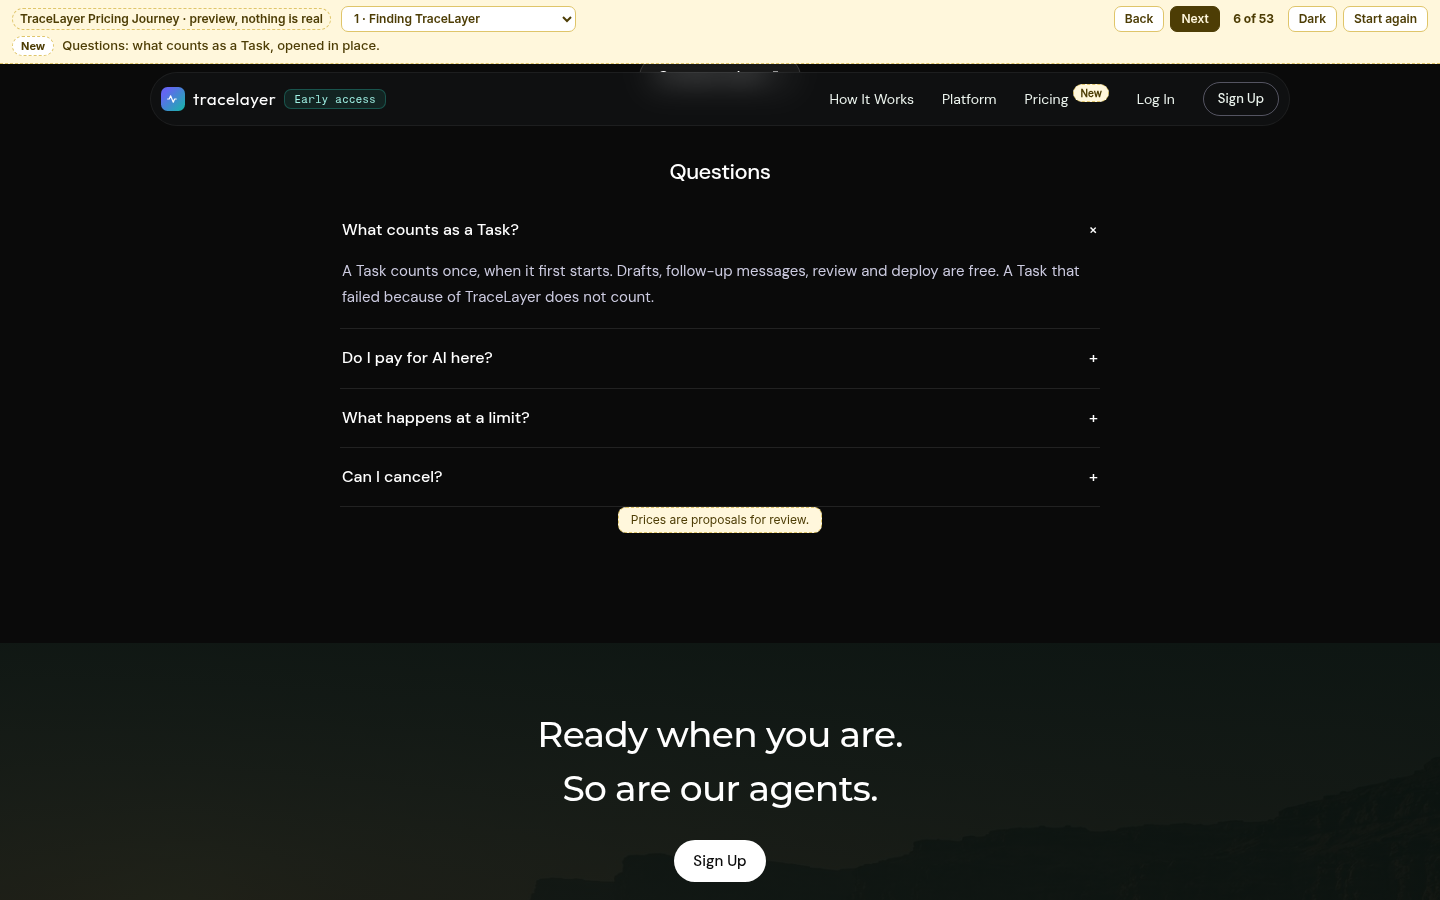 TraceLayer Pricing Journey · preview, nothing is real
1 · Finding TraceLayer
Back
Next
6 of 53
Dark
Start again
New
Questions: what counts as a Task, opened in place.
tracelayer
Early access
How It Works
Platform
Pricing
New
Log In
Sign Up
Questions
What counts as a Task?
×
A Task counts once, when it first starts. Drafts, follow-up messages, review and deploy are free. A Task that
failed because of TraceLayer does not count.
Do I pay for AI here?
+
What happens at a limit?
+
Can I cancel?
+
Prices are proposals for review.
Ready when you are.
So are our agents.
Sign Up